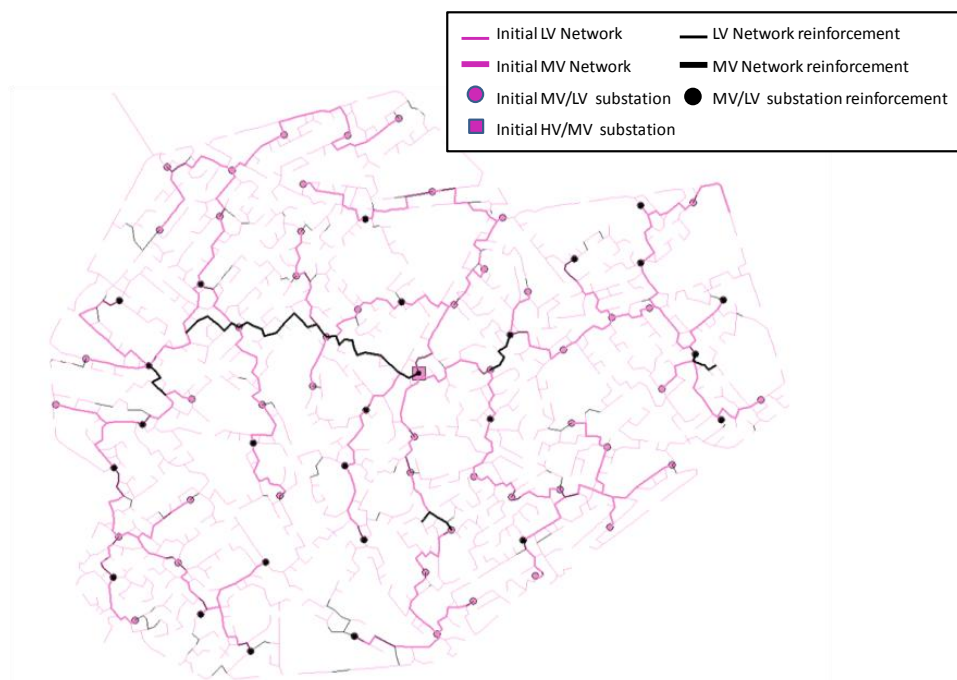 Initial LV Network
LV Network reinforcement
Initial MV Network
MV Network reinforcement
Initial MV/LV substation
MV/LV substation reinforcement
Initial HV/MV substation